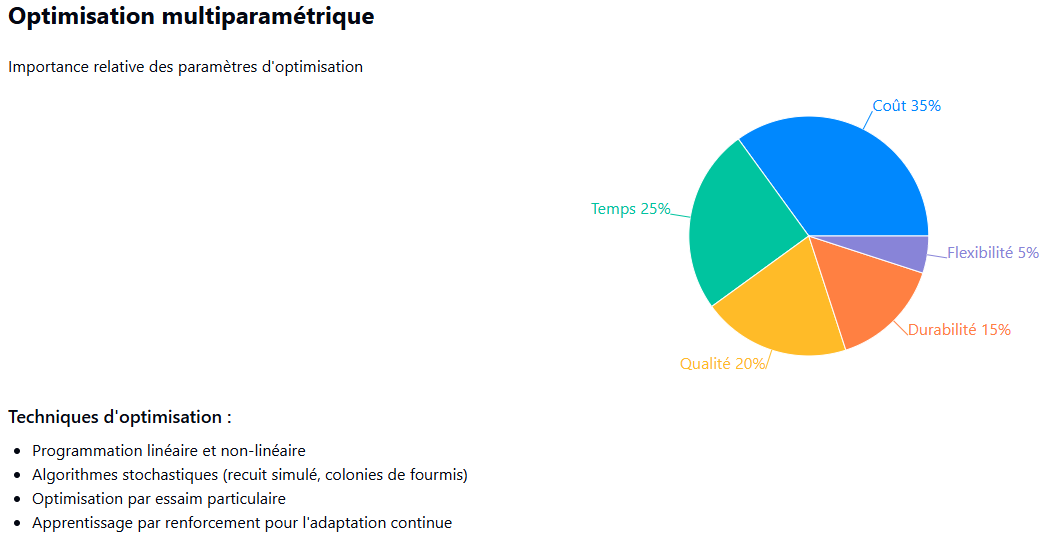 Optimisation multiparamétrique
Importance relative des paramètres d'optimisation
Coût 35%
Temps 25%
Flexibilité 5%
Durabilité 15%
Qualité 20%
Techniques d'optimisation :
Programmation linéaire et non-linéaire
Algorithmes stochastiques (recuit simulé, colonies de fourmis)
Optimisation par essaim particulaire
Apprentissage par renforcement pour l'adaptation continue